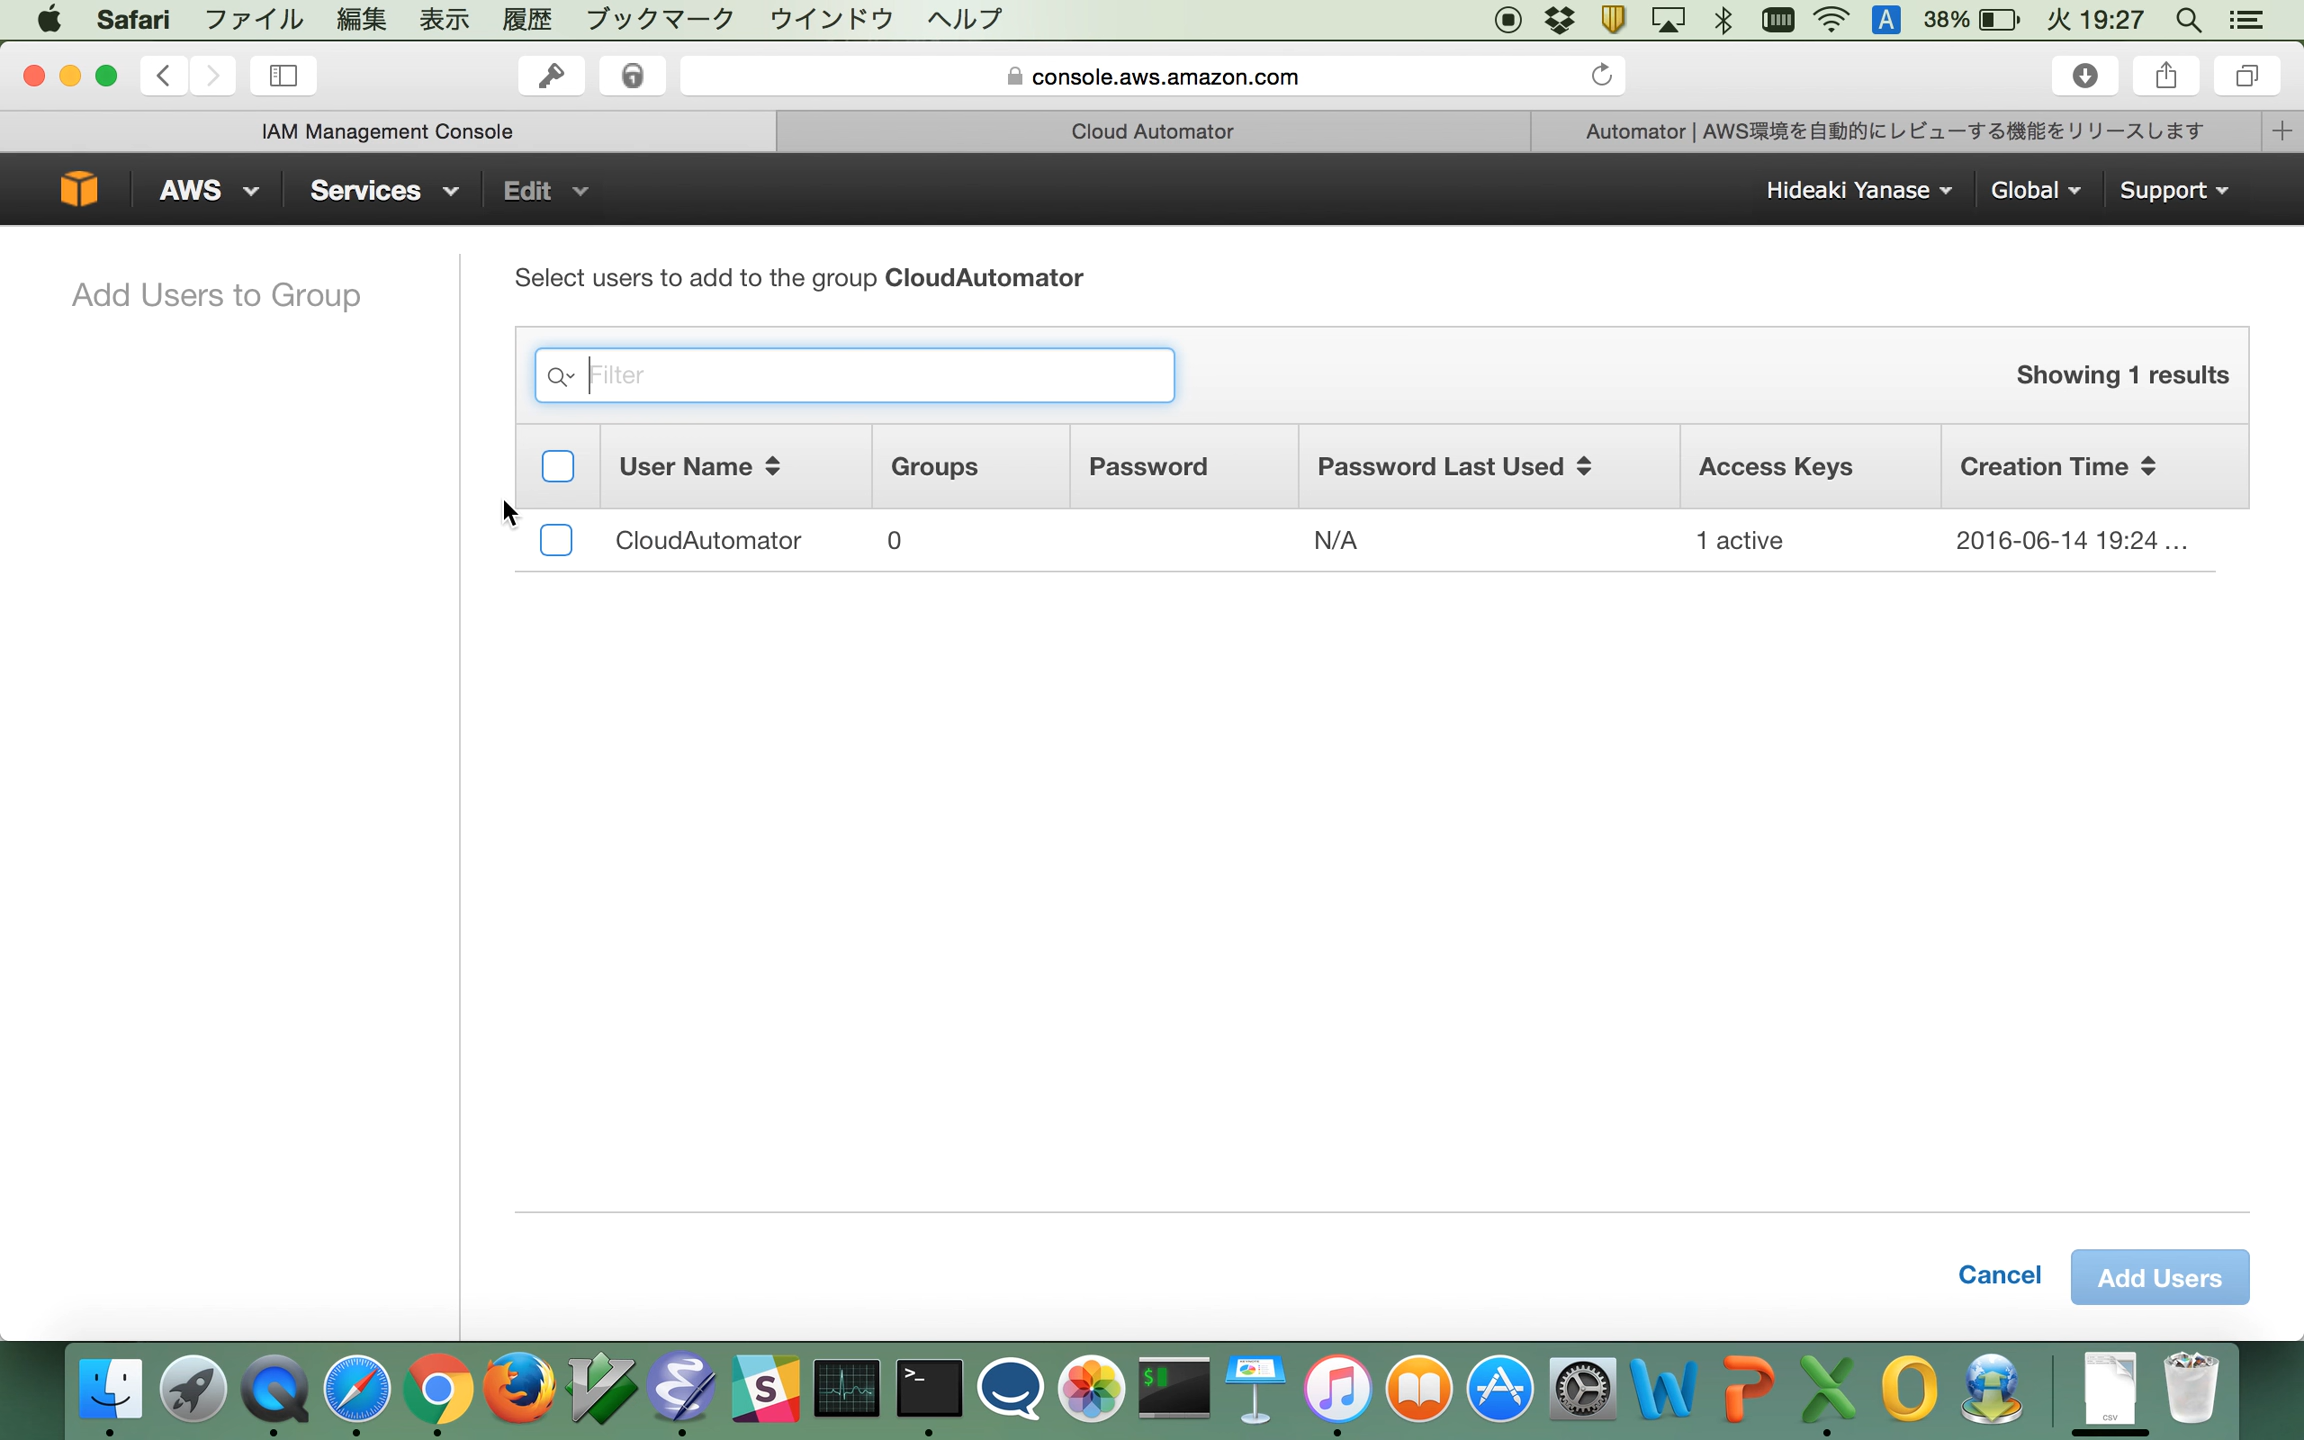 Safari ファイル 編集 表示 履歴 ブックマーク ウインドウ ヘルプ A 38% 火 19:27
console.aws.amazon.com
IAM Management Console Cloud Automator Automator | AWS環境を自動的にレビューする機能をリリースします
AWS Services Edit Hideaki Yanase Global Support
Add Users to Group
Select users to add to the group CloudAutomator
Filter Showing 1 results
User Name Groups Password Password Last Used Access Keys Creation Time
CloudAutomator 0 N/A 1 active 2016-06-14 19:24 ...
Cancel Add Users
CSV